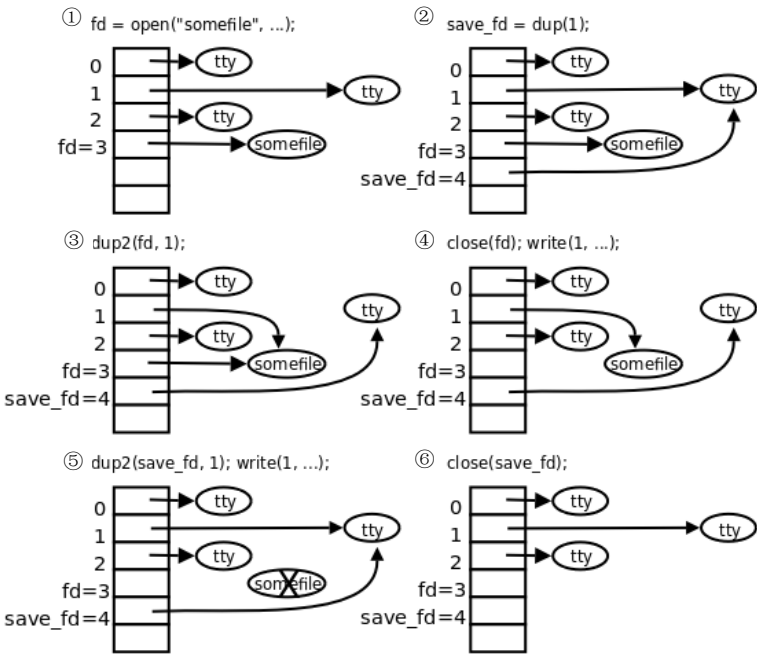 ① fd = open("somefile", ...);
0 tty
1 tty
2 tty
fd=3 somefile
② save_fd = dup(1);
0 tty
1 tty
2 tty
fd=3 somefile
save_fd=4
③ dup2(fd, 1);
0 tty
1 tty
2 tty
fd=3 somefile
save_fd=4
④ close(fd); write(1, ...);
0 tty
1 tty
2 tty
fd=3 somefile
save_fd=4
⑤ dup2(save_fd, 1); write(1, ...);
0 tty
1 tty
2 tty
fd=3 somefile
save_fd=4
⑥ close(save_fd);
0 tty
1 tty
2 tty
fd=3
save_fd=4